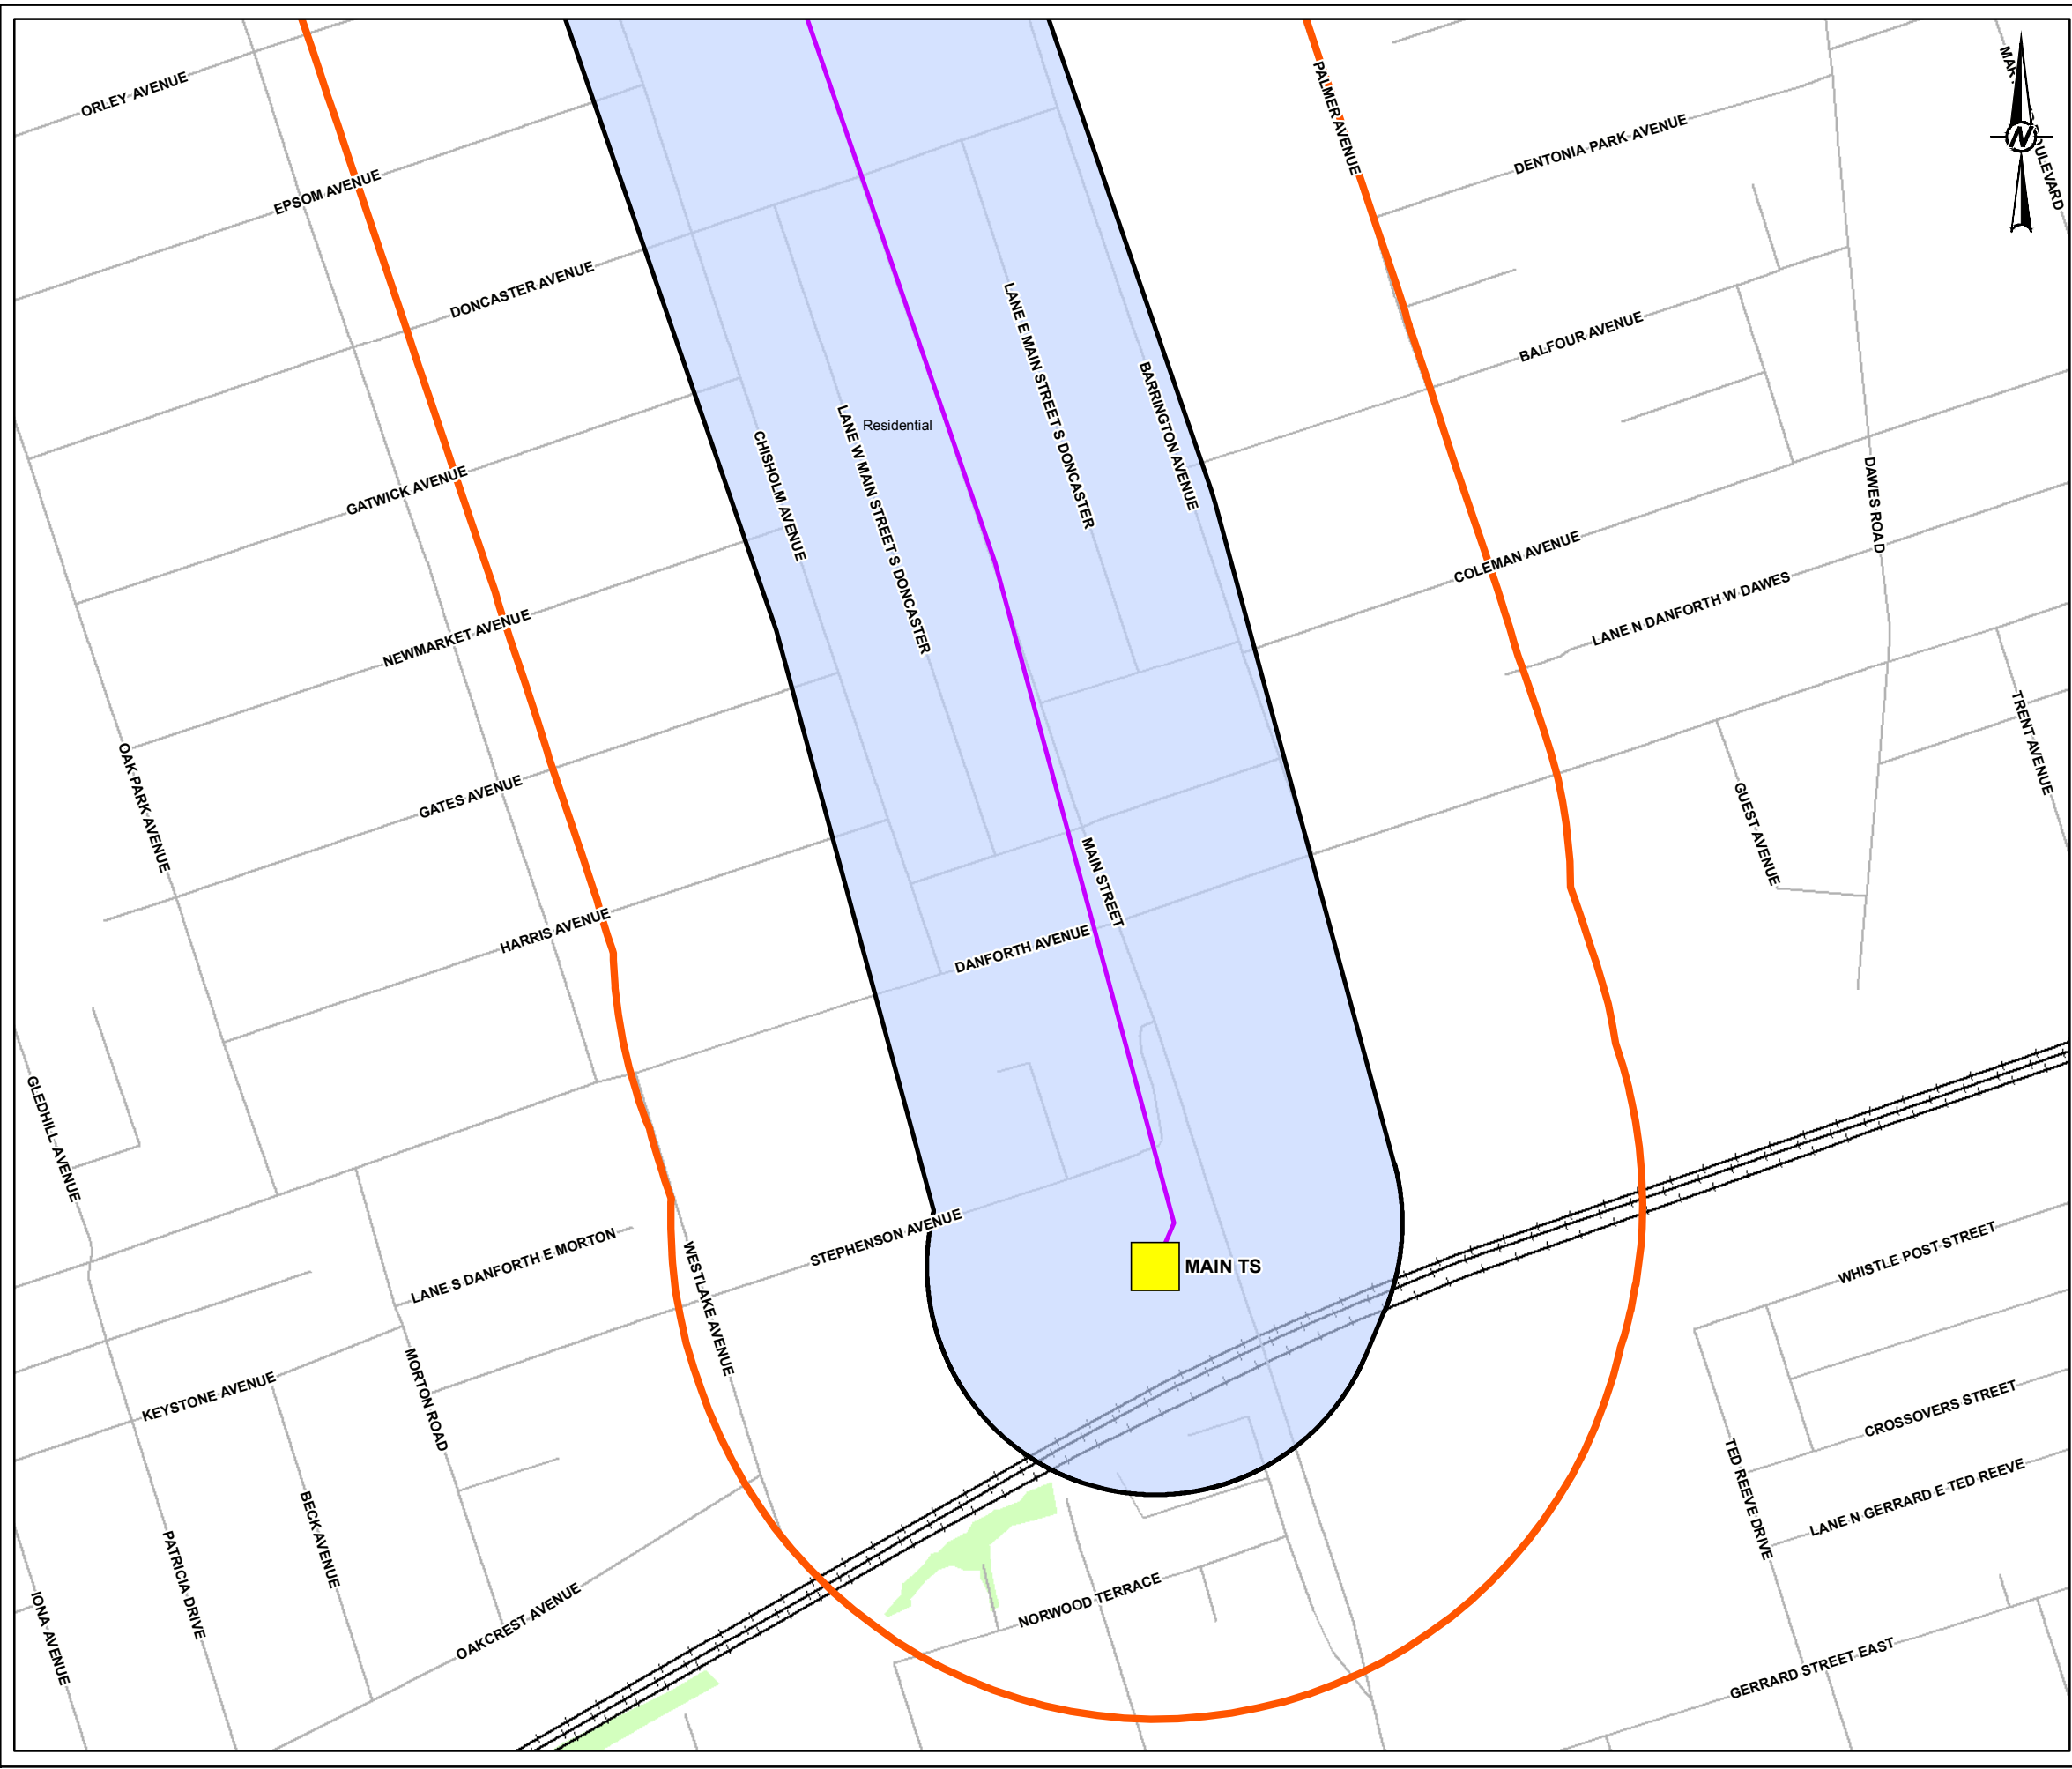 ORLEY AVENUE
PALMER AVENUE
N
DENTONIA PARK AVENUE
EPSOM AVENUE
DONCASTER AVENUE
BALFOUR AVENUE
LANE E MAIN STREET S DONCASTER
BARRINGTON AVENUE
Residential
CHISHOLM AVENUE
LANE W MAIN STREET S DONCASTER
GATWICK AVENUE
DAWES ROAD
COLEMAN AVENUE
LANE N DANFORTH W DAWES
NEWMARKET AVENUE
OAK PARK AVENUE
GATES AVENUE
TRENT AVENUE
GUEST AVENUE
MAIN STREET
HARRIS AVENUE
DANFORTH AVENUE
GLEDHILL AVENUE
STEPHENSON AVENUE
LANE S DANFORTH E MORTON
MAIN TS
WHISTLE POST STREET
WESTLAKE AVENUE
KEYSTONE AVENUE
MORTON ROAD
CROSSOVERS STREET
TED REEVE DRIVE
LANE N GERRARD E TED REEVE
BECK AVENUE
PATRICIA DRIVE
IONA AVENUE
OAKCREST AVENUE
NORWOOD TERRACE
GERRARD STREET EAST